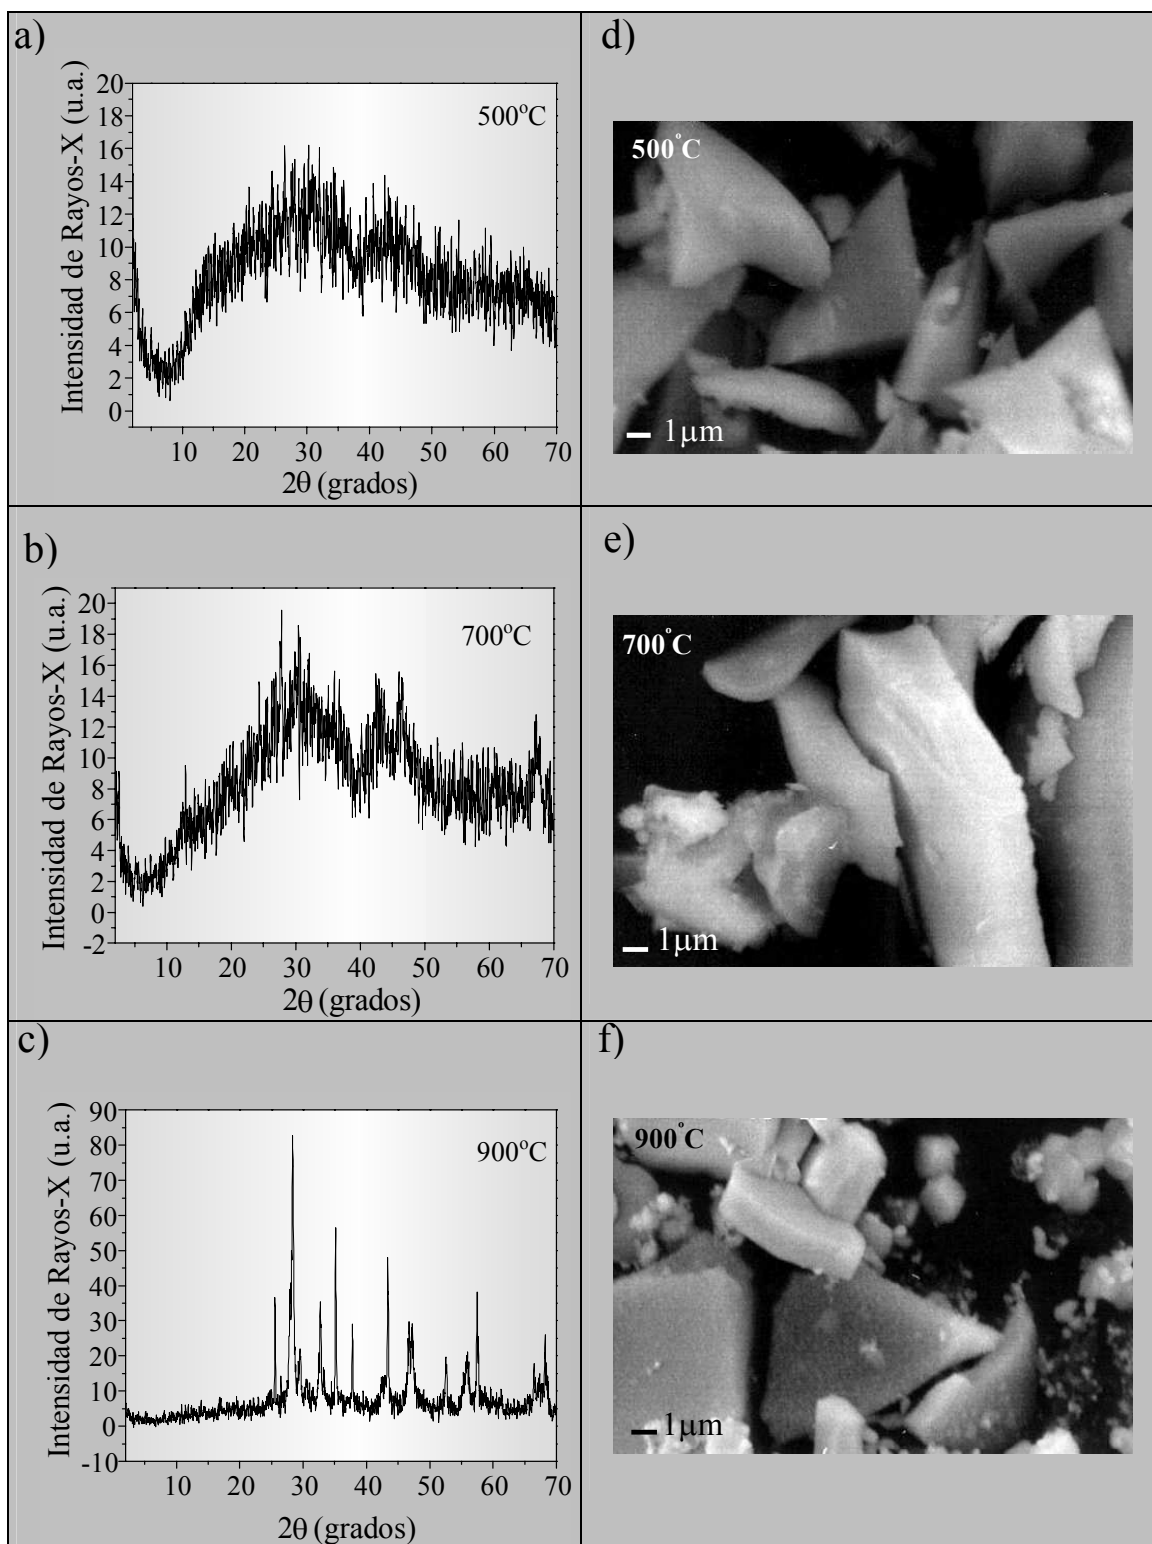 a)
20
18
16
14
12
10
8
6
4
2
0
Intensidad de Rayos-X (u.a.)
500°C
10 20 30 40 50 60 70
2θ (grados)
d)
500°C
1μm
b)
20
18
16
14
12
10
8
6
4
2
0
-2
Intensidad de Rayos-X (u.a.)
700°C
10 20 30 40 50 60 70
2θ (grados)
e)
700°C
1μm
c)
90
80
70
60
50
40
30
20
10
0
-10
Intensidad de Rayos-X (u.a.)
900°C
10 20 30 40 50 60 70
2θ (grados)
f)
900°C
1μm